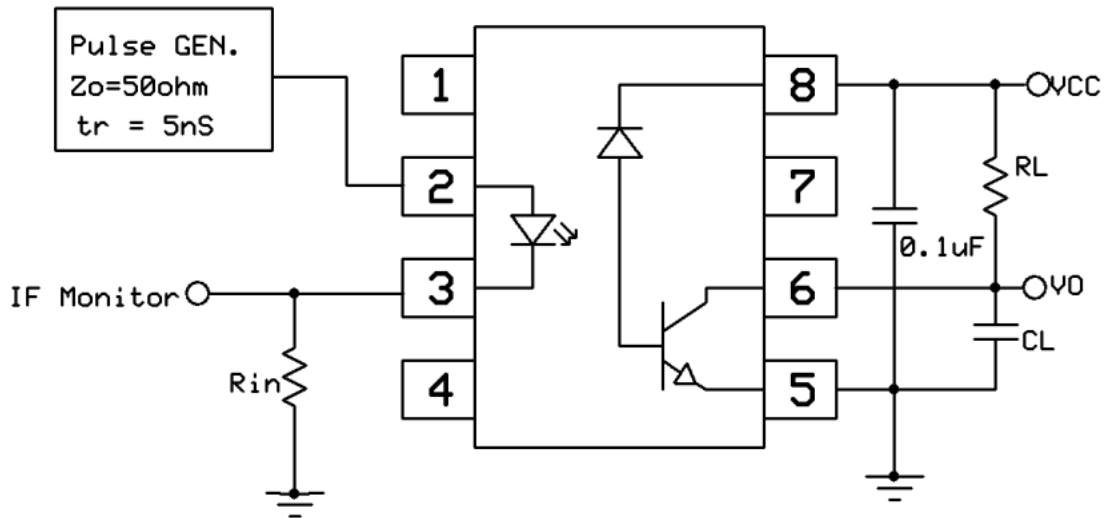 Pulse GEN.
Zo=50ohm
tr = 5nS
1
2
3
4
8
7
6
5
VCC
RL
0.1uF
VO
CL
IF Monitor
Rin